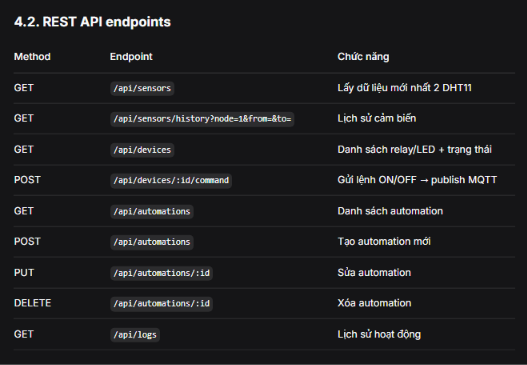 4.2. REST API endpoints
Method Endpoint Chức năng
GET /api/sensors Lấy dữ liệu mới nhất 2 DHT11
GET /api/sensors/history?node=1&from=&to= Lịch sử cảm biến
GET /api/devices Danh sách relay/LED + trạng thái
POST /api/devices/:id/command Gửi lệnh ON/OFF → publish MQTT
GET /api/automations Danh sách automation
POST /api/automations Tạo automation mới
PUT /api/automations/:id Sửa automation
DELETE /api/automations/:id Xóa automation
GET /api/logs Lịch sử hoạt động